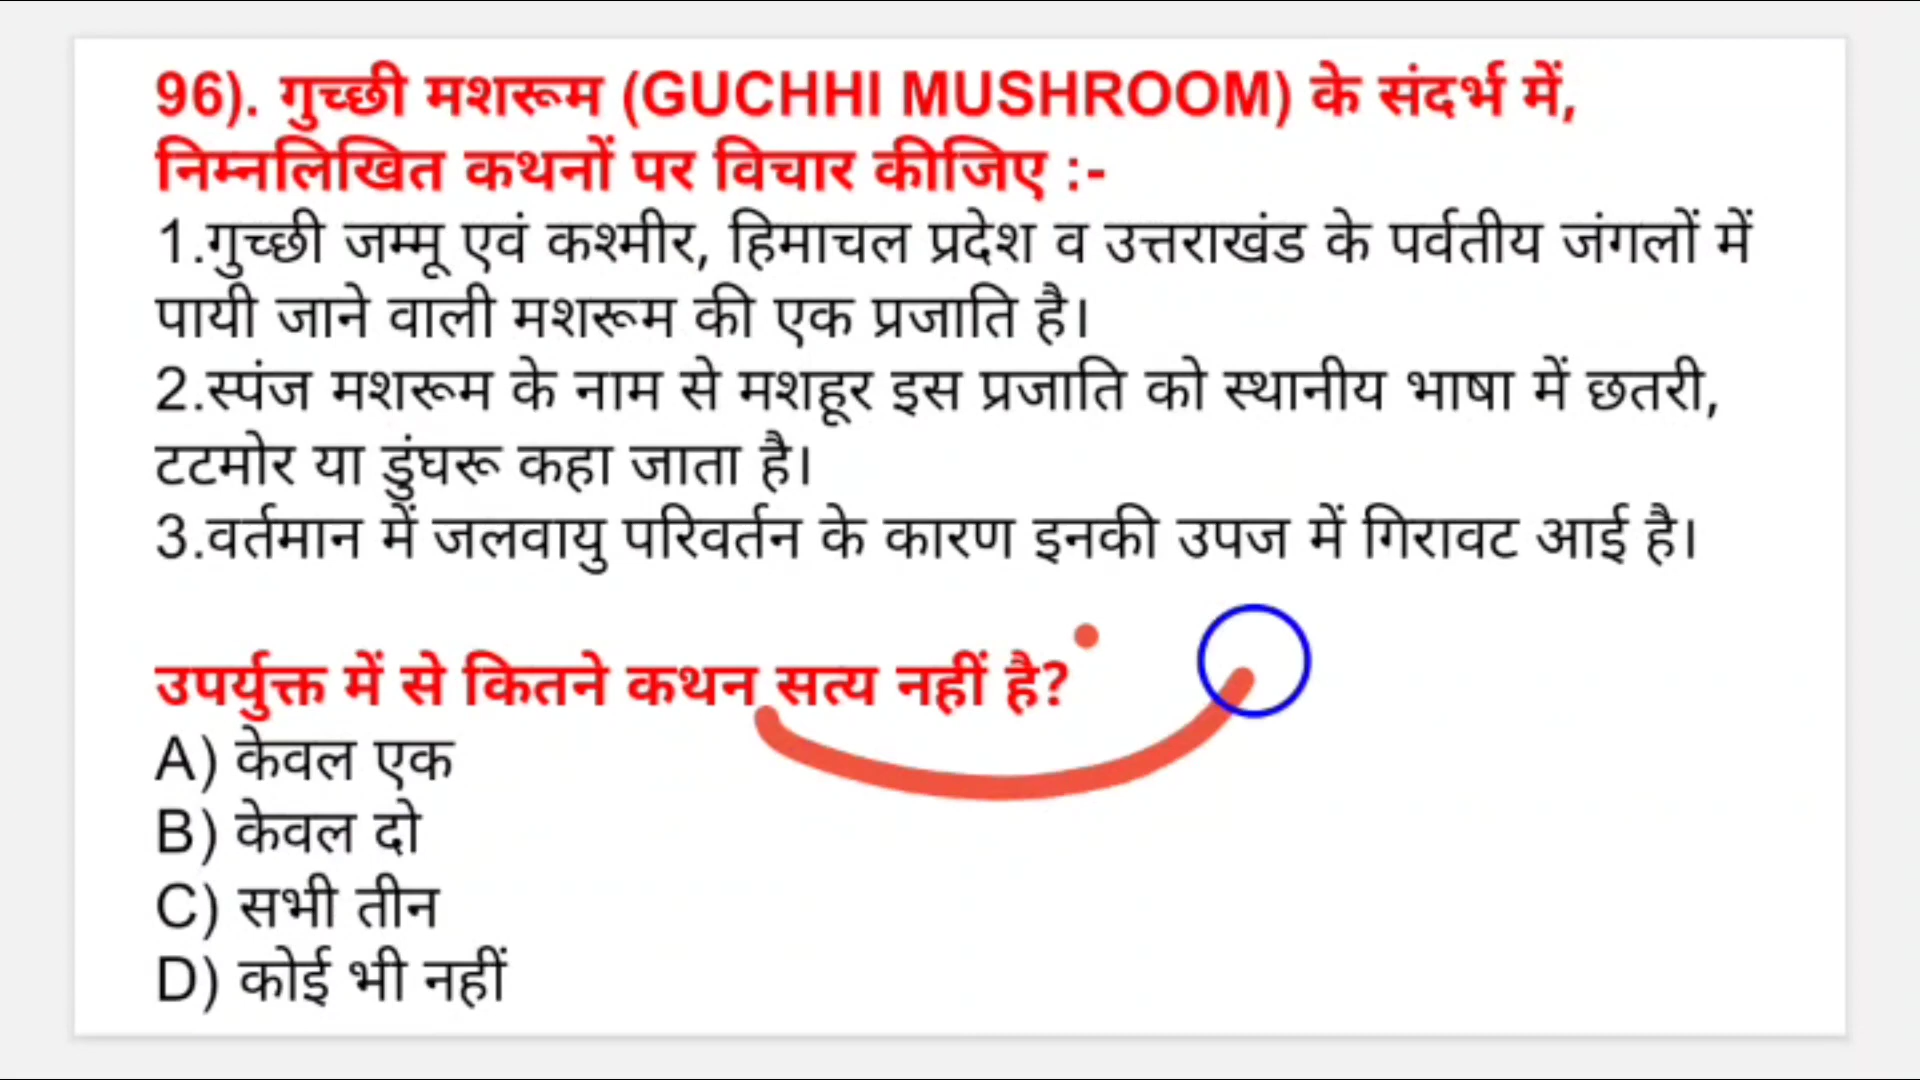 96). गुच्छी मशरूम (GUCHHI MUSHROOM) के संदर्भ में,
निम्नलिखित कथनों पर विचार कीजिए :-
1.गुच्छी जम्मू एवं कश्मीर, हिमाचल प्रदेश व उत्तराखंड के पर्वतीय जंगलों में
पायी जाने वाली मशरूम की एक प्रजाति है।
2.स्पंज मशरूम के नाम से मशहूर इस प्रजाति को स्थानीय भाषा में छतरी,
टटमोर या डुंघरू कहा जाता है।
3.वर्तमान में जलवायु परिवर्तन के कारण इनकी उपज में गिरावट आई है।
उपर्युक्त में से कितने कथन सत्य नहीं है?
A) केवल एक
B) केवल दो
C) सभी तीन
D) कोई भी नहीं